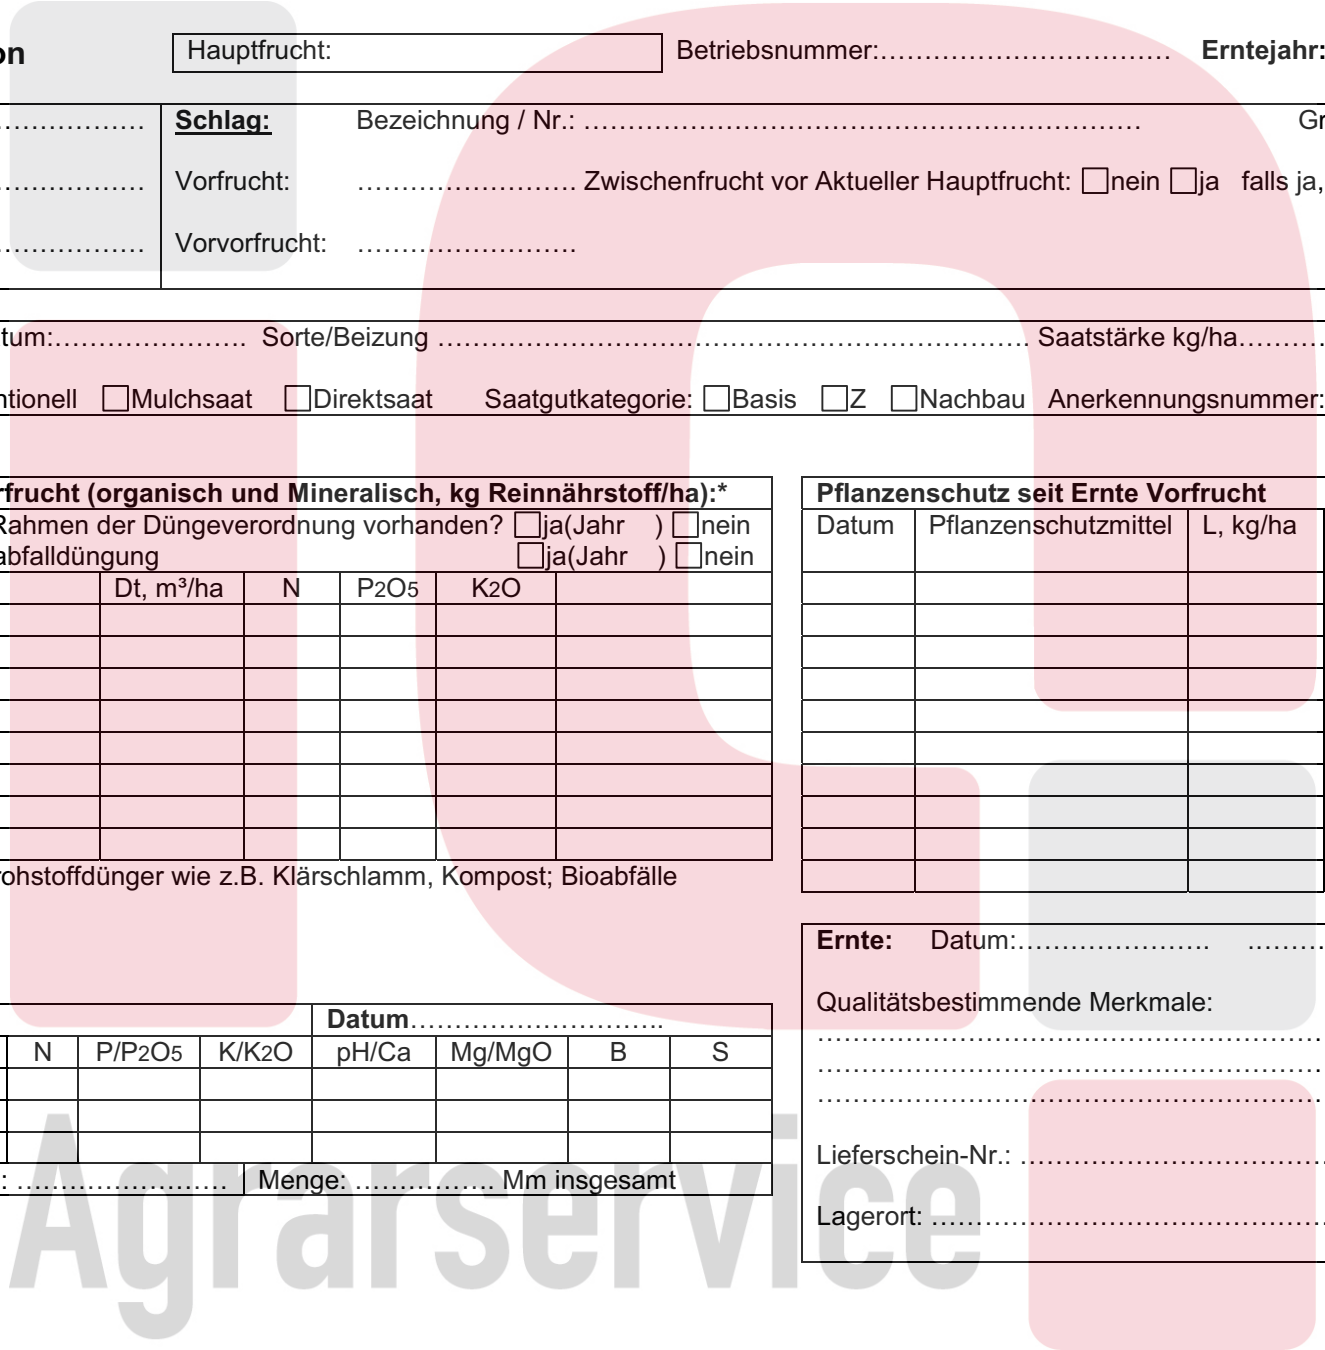 on Hauptfrucht: Betriebsnummer:................................ Erntejahr:
................. Schlag: Bezeichnung / Nr.: ............................................................. Gr
................. Vorfrucht: ........................ Zwischenfrucht vor Aktueller Hauptfrucht: ☐nein ☐ja falls ja,
................. Vorvorfrucht: ........................
tum:..................... Sorte/Beizung ................................................................. Saatstärke kg/ha..........
ntionell ☐Mulchsaat ☐Direktsaat Saatgutkategorie: ☐Basis ☐Z ☐Nachbau Anerkennungsnummer:
rfrucht (organisch und Mineralisch, kg Reinnährstoff/ha):*
Rahmen der Düngeverordnung vorhanden? ☐ja(Jahr ) ☐nein
abfalldüngung ☐ja(Jahr ) ☐nein
Dt, m³/ha N P2O5 K2O
rohstoffdünger wie z.B. Klärschlamm, Kompost; Bioabfälle
Pflanzenschutz seit Ernte Vorfrucht
Datum Pflanzenschutzmittel L, kg/ha
Datum............................
N P/P2O5 K/K2O pH/Ca Mg/MgO B S
: ....................... Menge: ............... Mm insgesamt
Ernte: Datum:..................... .........
Qualitätsbestimmende Merkmale:
.......................................................
.......................................................
.......................................................
Lieferschein-Nr.: ..................................
Lagerort: ...........................................
Agrarservice